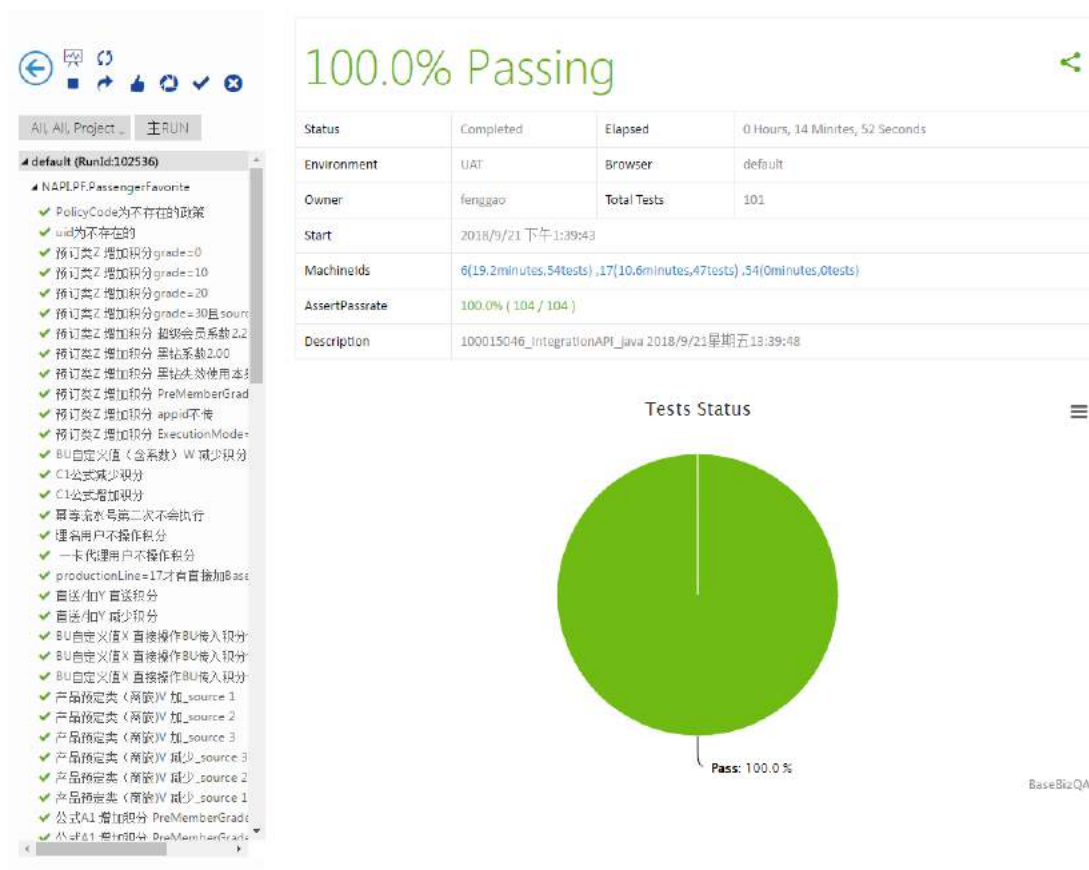 All, All, Project _ 主RUN
default (RunId:102536)
NAPI.PF.PassengerFavorite
PolicyCode为不存在的政策
uid为不存在的
预订类Z 增加积分grade=0
预订类Z 增加积分grade=10
预订类Z 增加积分grade=20
预订类Z 增加积分grade=30且sourc
预订类Z 增加积分 超级会员系数2.2
预订类Z 增加积分 黑钻系数2.00
预订类Z 增加积分 黑钻失效使用本
预订类Z 增加积分 PreMemberGrad
预订类Z 增加积分 appid不传
预订类Z 增加积分 ExecutionMode=
BU自定义值（含系数）W 减少积分
C1公式减少积分
C1公式增加积分
幂等流水号第二次不会执行
匿名用户不操作积分
一卡代理用户不操作积分
productionLine=17才有直接加Base
直送/扣Y 直送积分
直送/扣Y 减少积分
BU自定义值X 直接操作BU传入积分
BU自定义值X 直接操作BU传入积分
BU自定义值X 直接操作BU传入积分
产品预定类（商旅)V 加_source 1
产品预定类（商旅)V 加_source 2
产品预定类（商旅)V 加_source 3
产品预定类（商旅)V 减少_source 3
产品预定类（商旅)V 减少_source 2
产品预定类（商旅)V 减少_source 1
公式A1 增加积分 PreMemberGrade
公式A1 增加积分 PreMemberGrade
100.0% Passing
Status Completed Elapsed 0 Hours, 14 Minites, 52 Seconds
Environment UAT Browser default
Owner fenggao Total Tests 101
Start 2018/9/21 下午1:39:43
MachineIds 6(19.2minutes,54tests) ,17(10.6minutes,47tests) ,54(0minutes,0tests)
AssertPassrate 100.0% ( 104 / 104 )
Description 100015046_IntegrationAPI_java 2018/9/21星期五13:39:48
Tests Status
Pass: 100.0 %
BaseBizQA